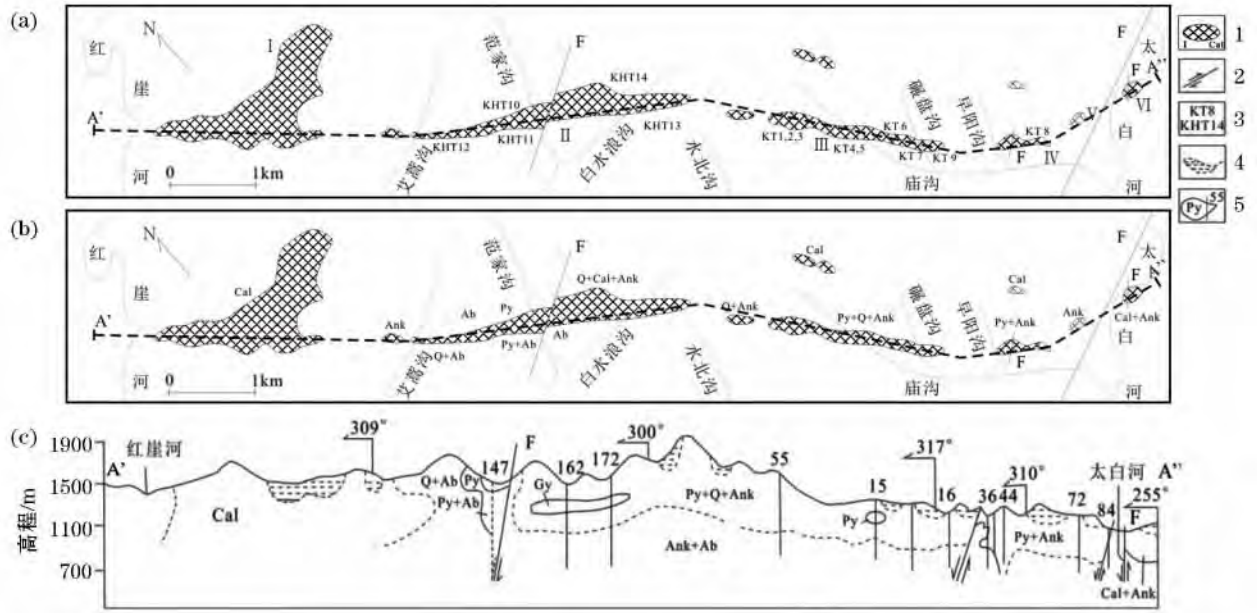 (a)
N
红
崖
河
I
A'
0 1km
范家沟
F
KHT14
KHT10
KHT12
KHT11
II
KHT13
艾蒿沟
白水浪沟
水北沟
KT1,2,3
III
KT4,5
KT6
KT7
KT9
碾盘沟
旱阳沟
KT8
F
IV
庙沟
V
F
太
A''
F
VI
白
河
1
I Cal
2
3
KT8
KHT14
4
5
Py 55
(b)
N
红
崖
河
Cal
A'
0 1km
Ank
范家沟
F
Q+Cal+Ank
Ab
Py
Q+Ab
Py+Ab
Ab
艾蒿沟
白水浪沟
水北沟
Q+Ank
Cal
Py+Q+Ank
碾盘沟
旱阳沟
Cal
Py+Ank
F
庙沟
Ank
F
太
A''
F
Cal+Ank
白
河
(c)
高程/m
1900
1500
1100
700
A'
红崖河
309°
Cal
Q+Ab
Py
Py+Ab
147
F
Gy
162
172
300°
Py+Q+Ank
Ank+Ab
55
15
Py
317°
16
36
44
310°
Py+Ank
72
84
太白河
A''
255°
F
Cal+Ank